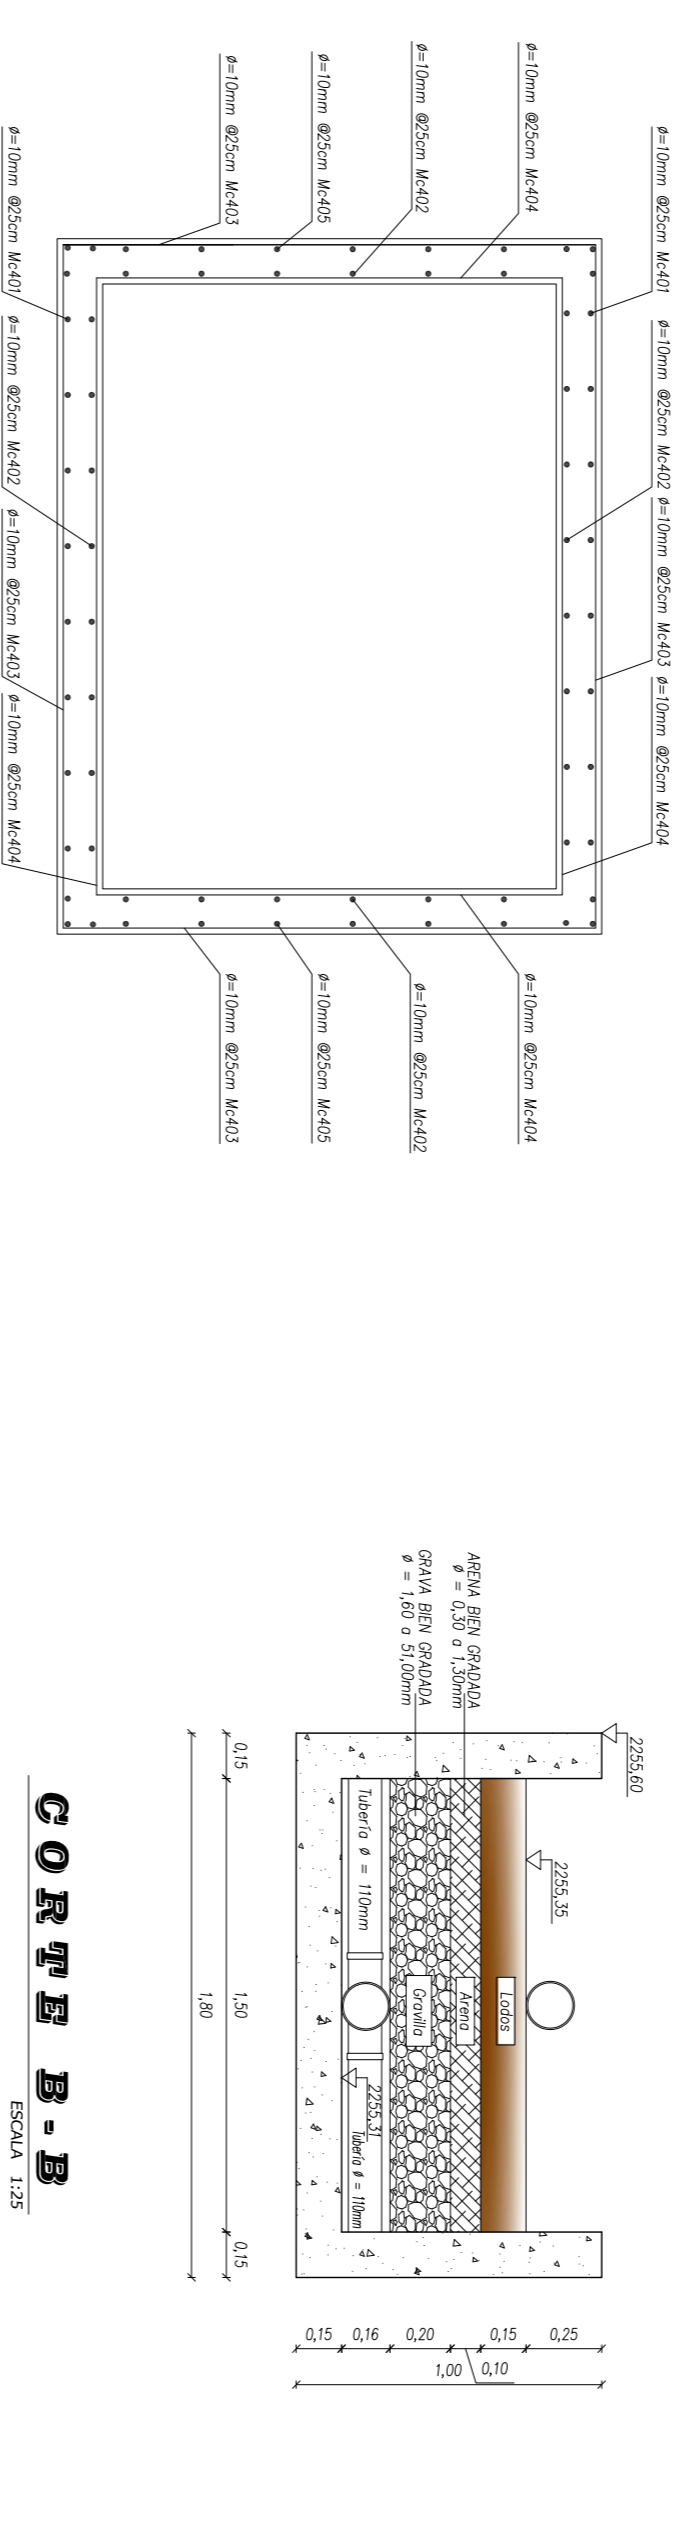 ø=10mm @25cm Mc401
ø=10mm @25cm Mc402
ø=10mm @25cm Mc403
ø=10mm @25cm Mc404
ø=10mm @25cm Mc404
ø=10mm @25cm Mc402
ø=10mm @25cm Mc405
ø=10mm @25cm Mc403
ø=10mm @25cm Mc404
ø=10mm @25cm Mc402
ø=10mm @25cm Mc405
ø=10mm @25cm Mc403
ø=10mm @25cm Mc401
ø=10mm @25cm Mc402
ø=10mm @25cm Mc403
ø=10mm @25cm Mc404
2255,60
2255,35
ARENA BIEN GRADADA
ø = 0,30 a 1,30mm
GRAVA BIEN GRADADA
ø = 1,60 a 51,00mm
Lodos
Arena
Gravilla
Tubería ø = 110mm
2255,31
Tubería ø = 110mm
0,25
0,15
0,10
0,20
0,16
0,15
1,00
0,15
1,50
0,15
1,80
CORTE B-B
ESCALA 1:25